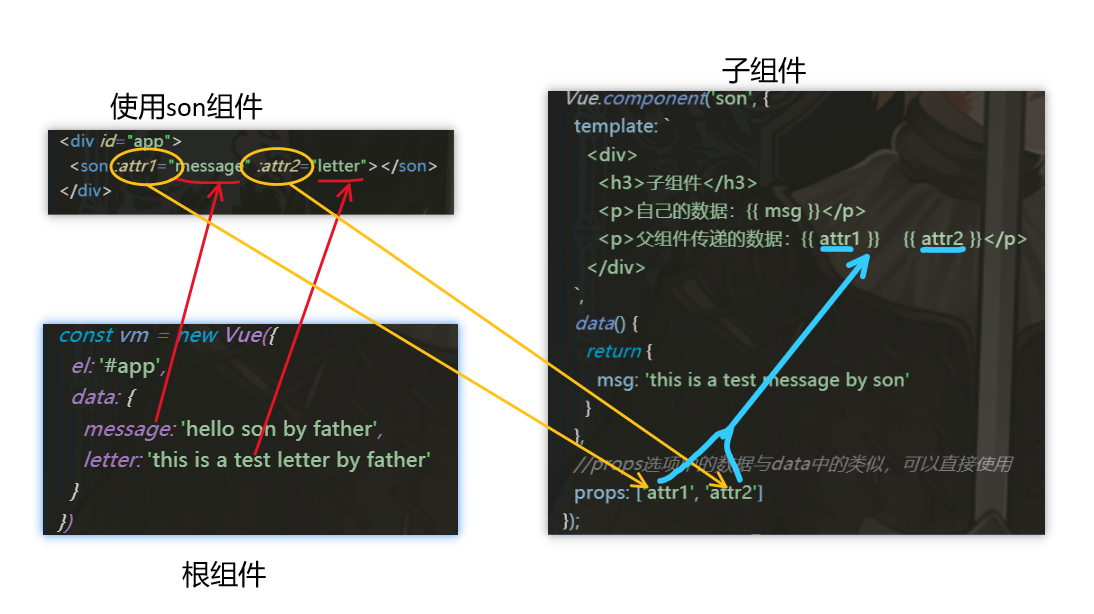 使用son组件
<div id="app">
<son :attr1="message" :attr2="letter"></son>
</div>
const vm = new Vue({
el: '#app',
data: {
message: 'hello son by father',
letter: 'this is a test letter by father'
}
})
根组件
子组件
Vue.component('son', {
template: `
<div>
<h3>子组件</h3>
<p>自己的数据：{{ msg }}</p>
<p>父组件传递的数据：{{ attr1 }} {{ attr2 }}</p>
</div>
`,
data() {
return {
msg: 'this is a test message by son'
}
},
//props选项中的数据与data中的类似，可以直接使用
props: ['attr1', 'attr2']
});